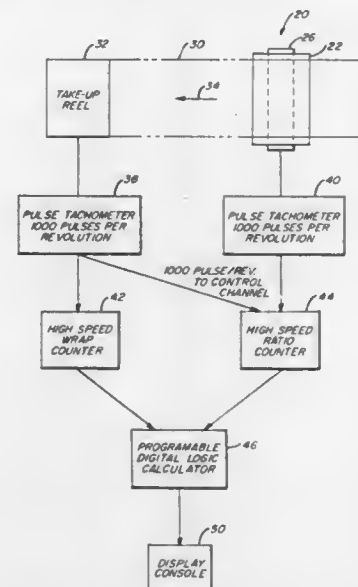 20
32
30
26
22
TAKE-UP
REEL
34
38
40
PULSE TACHOMETER
1000 PULSES PER
REVOLUTION
PULSE TACHOMETER
1000 PULSES PER
REVOLUTION
1000 PULSE/REV.
TO CONTROL
CHANNEL
42
44
HIGH SPEED
WRAP
COUNTER
HIGH SPEED
RATIO
COUNTER
PROGRAMABLE
DIGITAL LOGIC
CALCULATOR
46
50
DISPLAY
CONSOLE